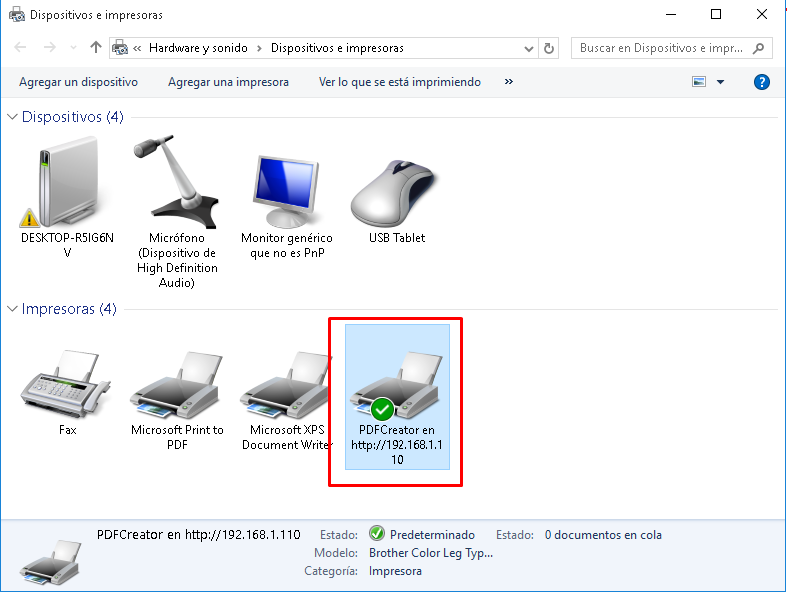 Dispositivos e impresoras
« Hardware y sonido > Dispositivos e impresoras
Buscar en Dispositivos e impr...
Agregar un dispositivo Agregar una impresora Ver lo que se está imprimiendo »
?
Dispositivos (4)
DESKTOP-R5IG6N
V
Micrófono
(Dispositivo de
High Definition
Audio)
Monitor genérico
que no es PnP
USB Tablet
Impresoras (4)
Fax
Microsoft Print to
PDF
Microsoft XPS
Document Writer
PDFCreator en
http://192.168.1.1
10
PDFCreator en http://192.168.1.110
Estado: Predeterminado
Estado: 0 documentos en cola
Modelo: Brother Color Leg Typ...
Categoría: Impresora